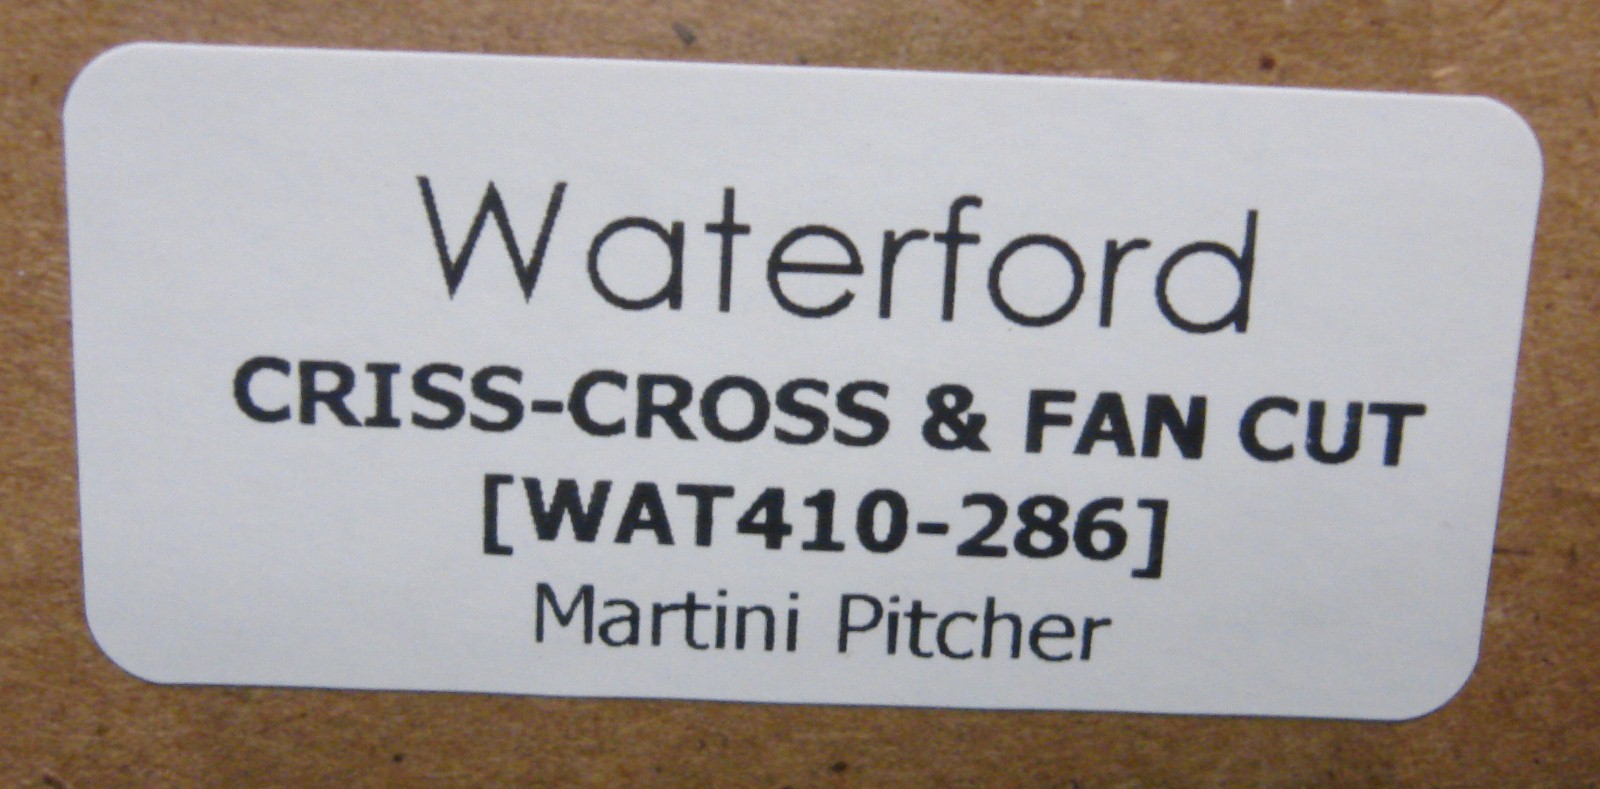 Waterford
CRISS-CROSS & FAN CUT
[WAT410-286]
Martini Pitcher